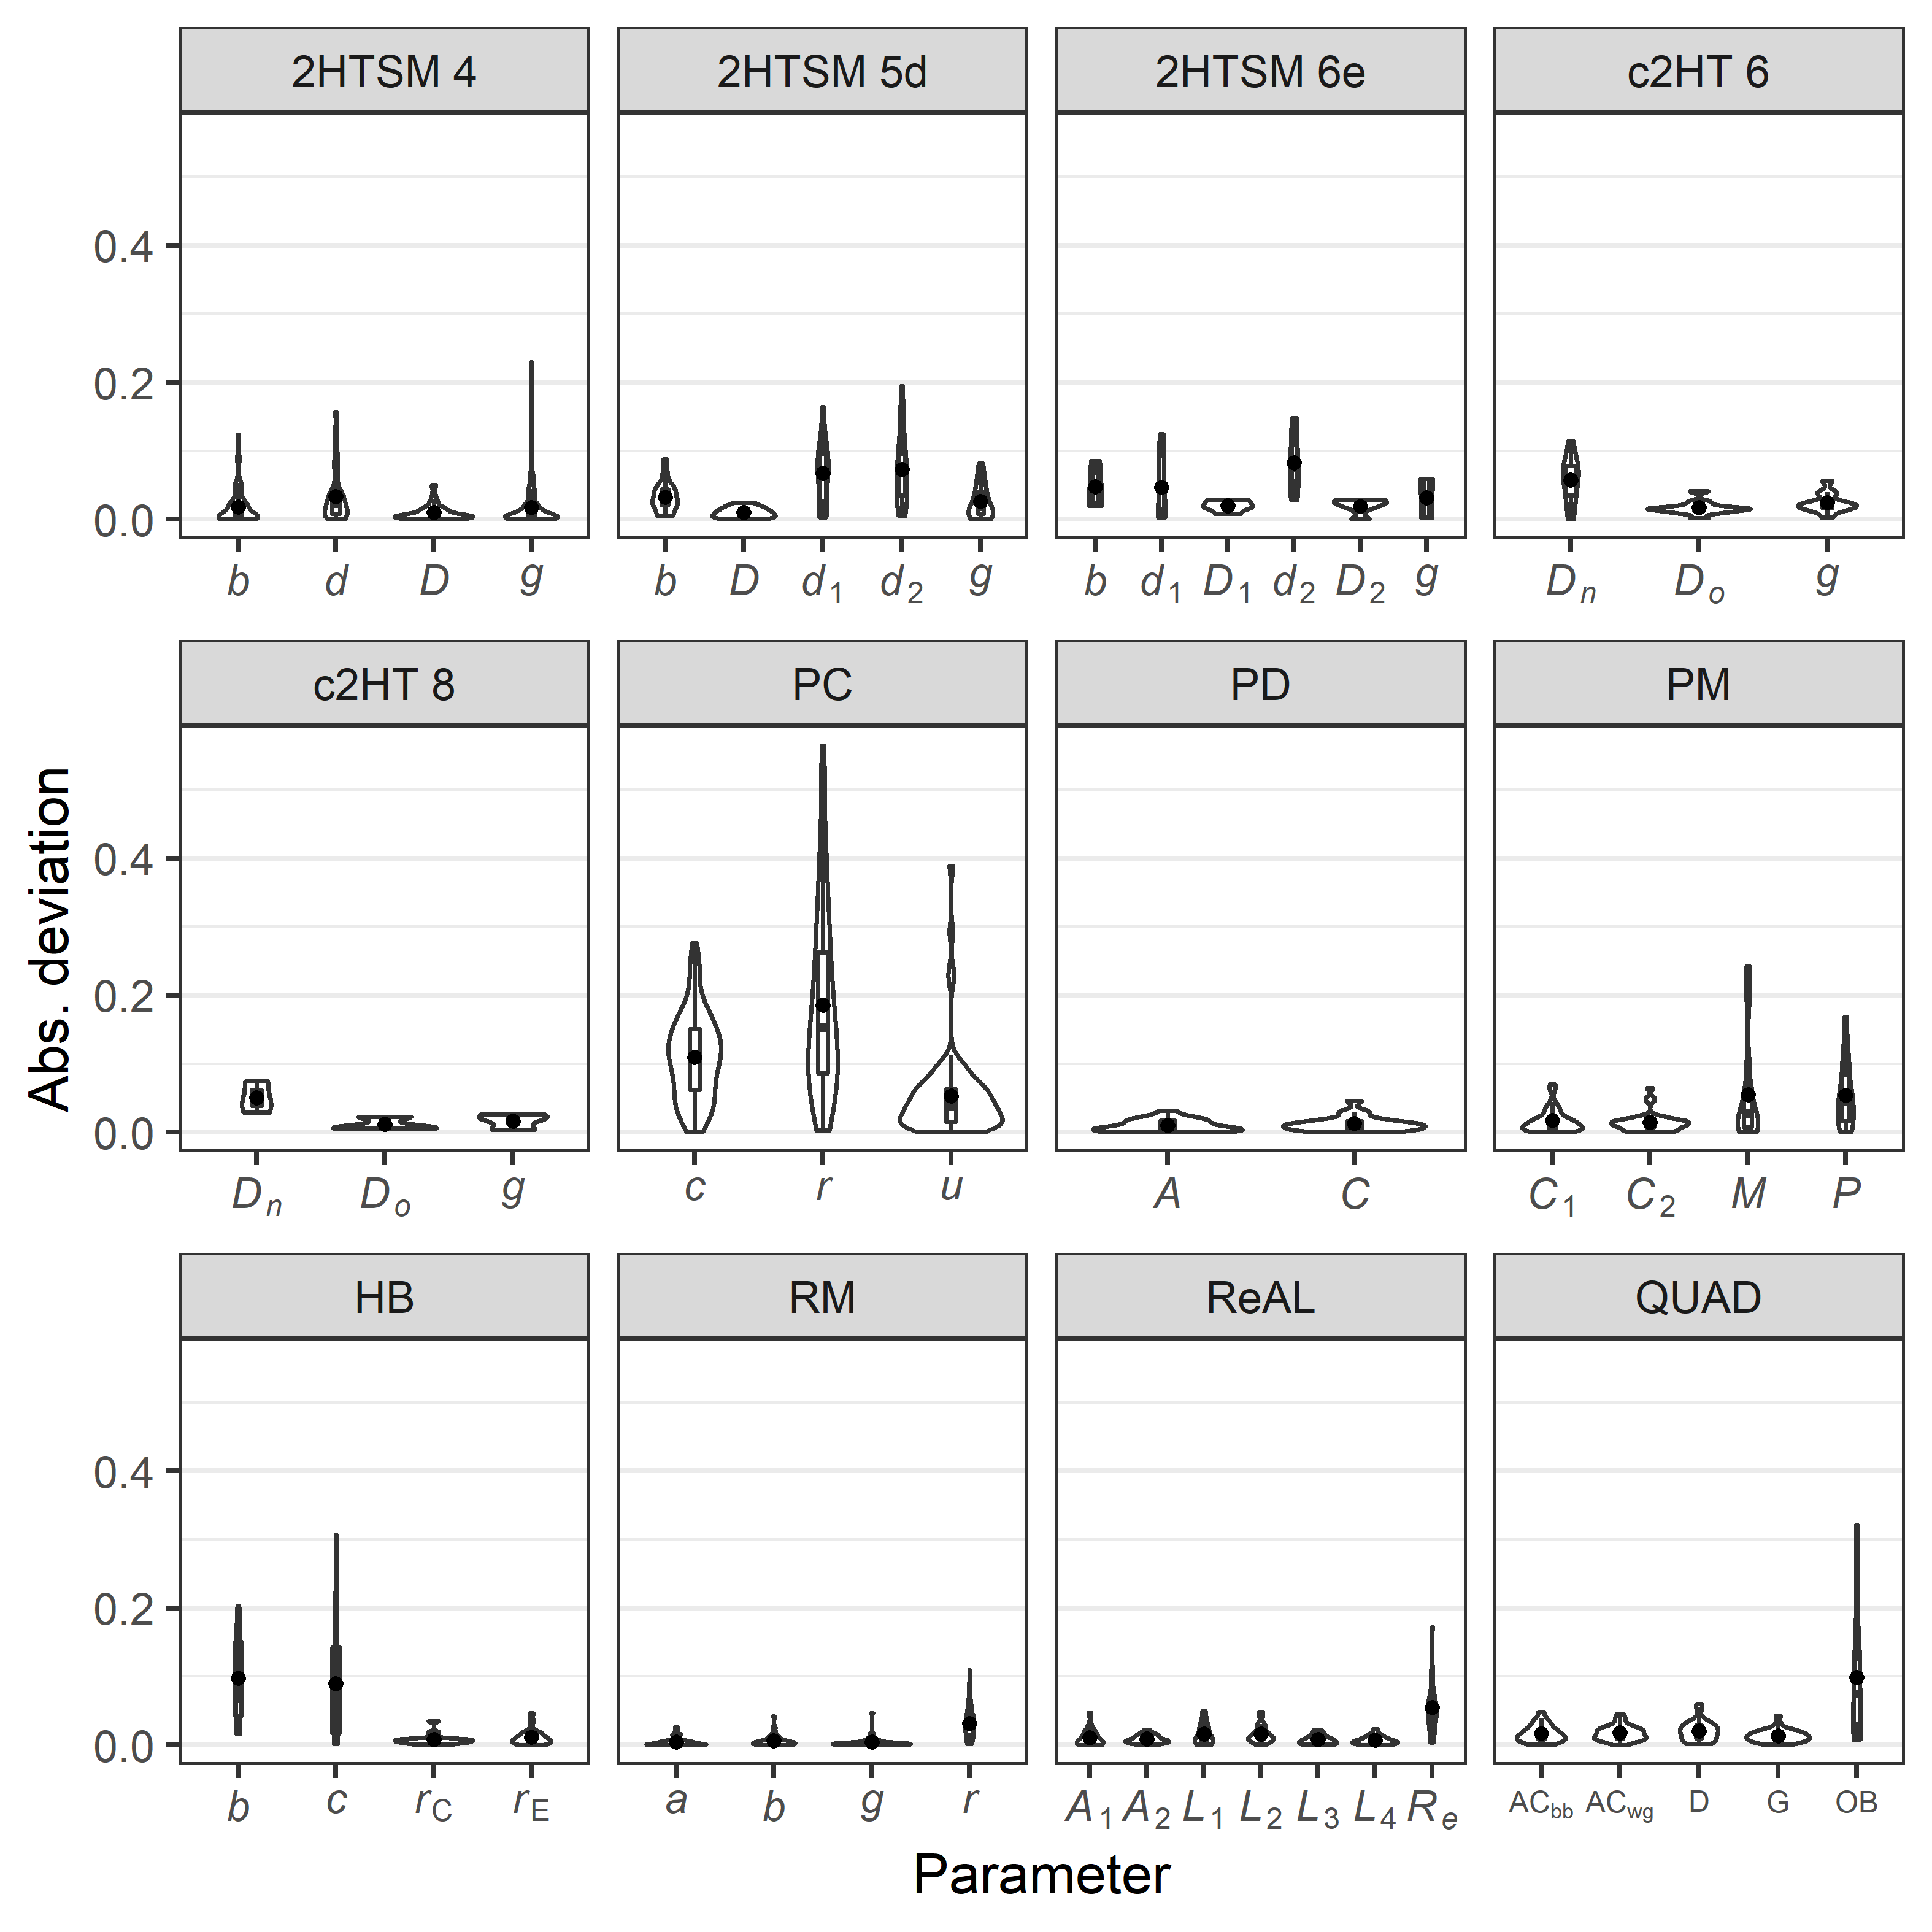 2HTSM 4 2HTSM 5d 2HTSM 6e c2HT 6
0.4
0.2
0.0
b d D g b D d1 d2 g b d1 D1 d2 D2 g Dn Do g
c2HT 8 PC PD PM
Abs. deviation
0.4
0.2
0.0
Dn Do g c r u A C C1 C2 M P
HB RM ReAL QUAD
0.4
0.2
0.0
b c rC rE a b g r A1 A2 L1 L2 L3 L4 Re ACbb ACwg D G OB
Parameter